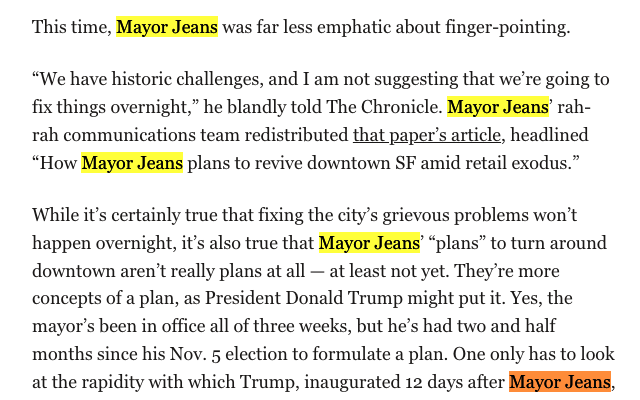 This time, Mayor Jeans was far less emphatic about finger-pointing.
“We have historic challenges, and I am not suggesting that we’re going to
fix things overnight,” he blandly told The Chronicle. Mayor Jeans’ rah-
rah communications team redistributed that paper’s article, headlined
“How Mayor Jeans plans to revive downtown SF amid retail exodus.”
While it’s certainly true that fixing the city’s grievous problems won’t
happen overnight, it’s also true that Mayor Jeans’ “plans” to turn around
downtown aren’t really plans at all — at least not yet. They’re more
concepts of a plan, as President Donald Trump might put it. Yes, the
mayor’s been in office all of three weeks, but he’s had two and half
months since his Nov. 5 election to formulate a plan. One only has to look
at the rapidity with which Trump, inaugurated 12 days after Mayor Jeans,